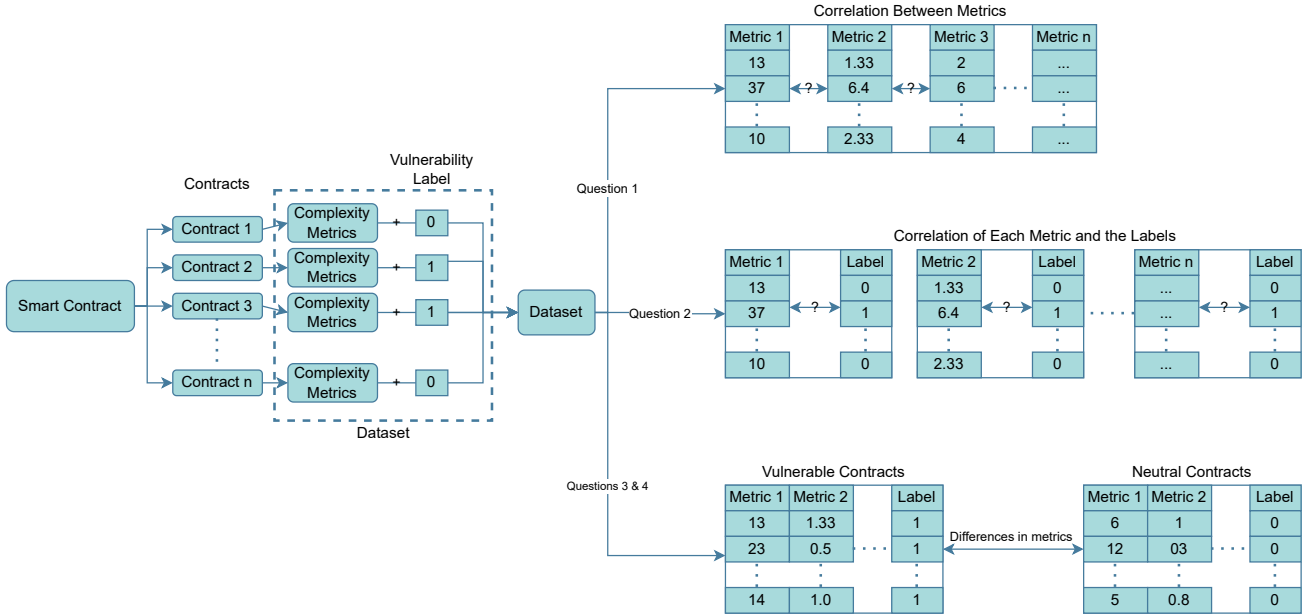 Smart Contract
Contracts
Contract 1
Contract 2
Contract 3
Contract n
Vulnerability
Label
Complexity
Metrics
+
0
Complexity
Metrics
+
1
Complexity
Metrics
+
1
Complexity
Metrics
+
0
Dataset
Dataset
Question 1
Question 2
Questions 3 & 4
Correlation Between Metrics
Metric 1 Metric 2 Metric 3 Metric n
13 1.33 2 ...
37 ? 6.4 ? 6 ...
10 2.33 4 ...
Correlation of Each Metric and the Labels
Metric 1 Label Metric 2 Label Metric n Label
13 0 1.33 0 ... 0
37 ? 1 6.4 ? 1 ... ? 1
10 0 2.33 0 ... 0
Vulnerable Contracts
Metric 1 Metric 2 Label
13 1.33 1
23 0.5 1
14 1.0 1
Differences in metrics
Neutral Contracts
Metric 1 Metric 2 Label
6 1 0
12 03 0
5 0.8 0